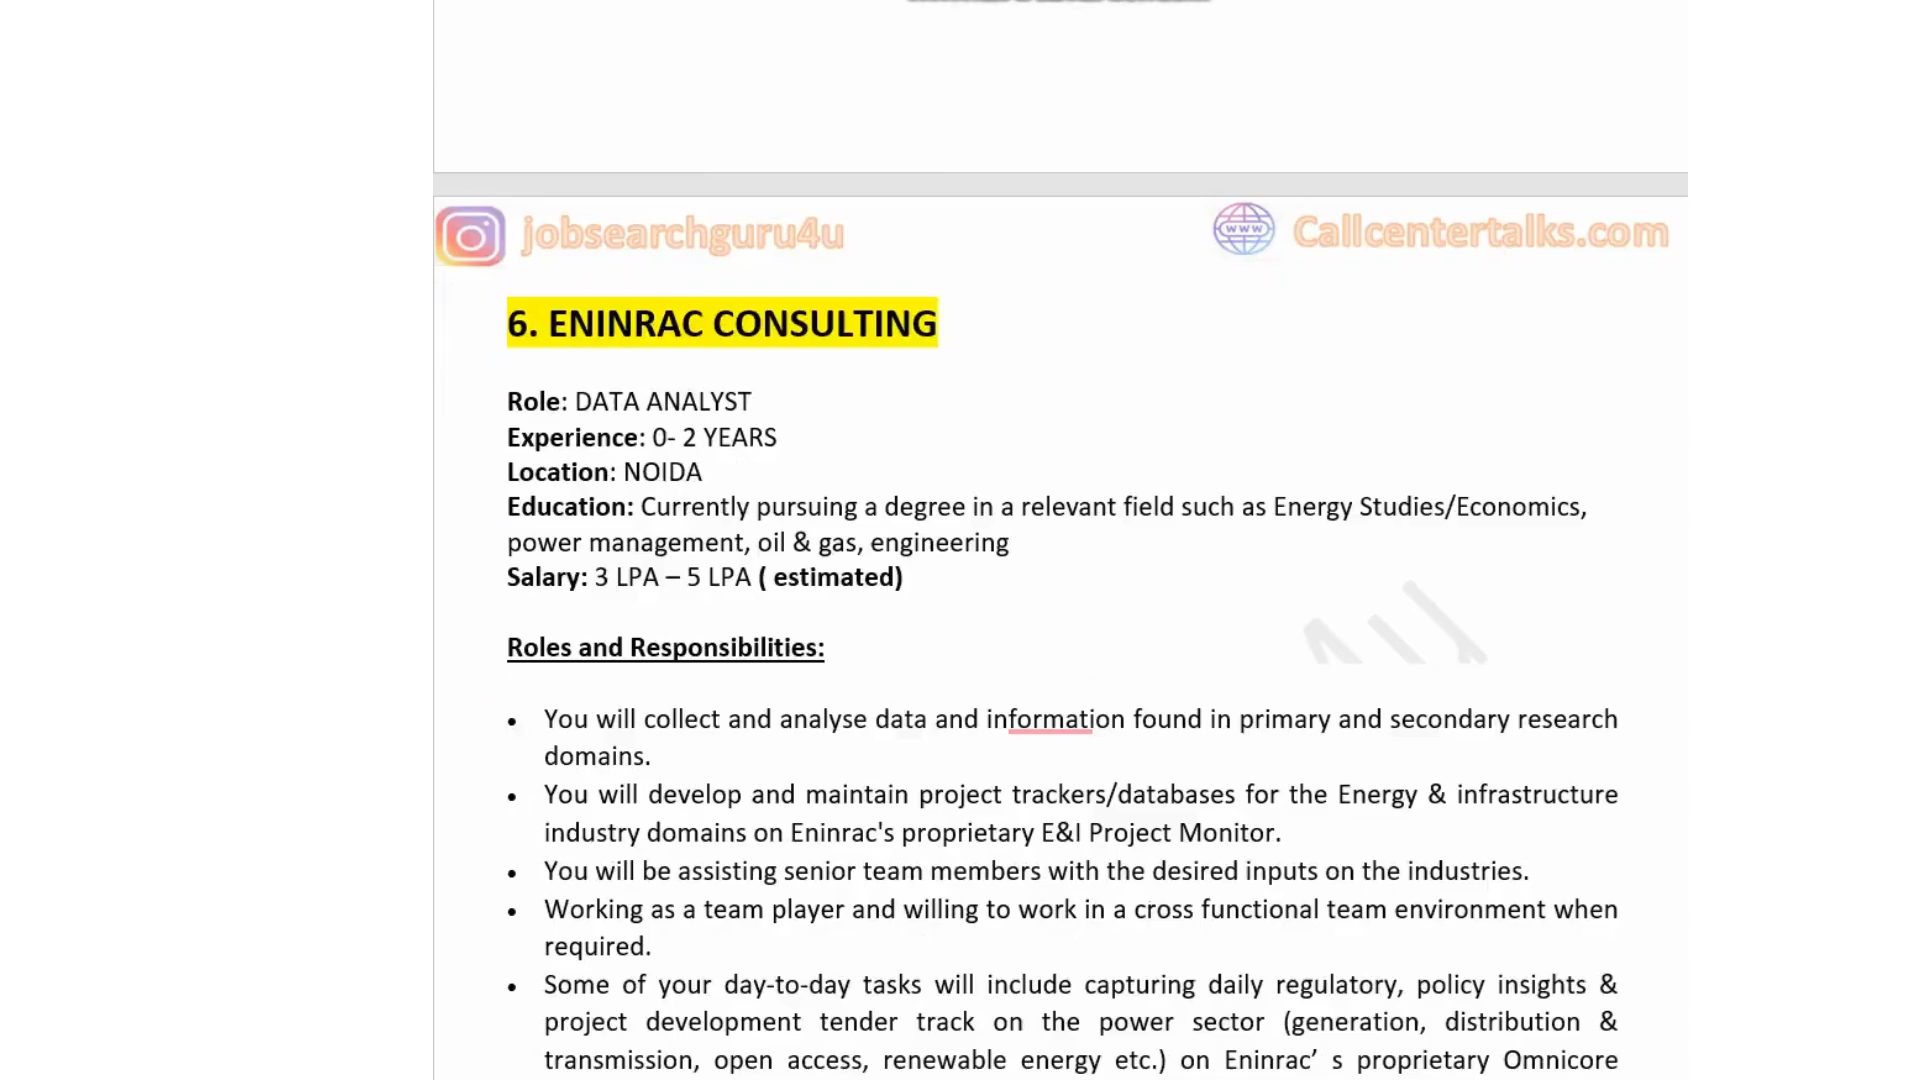 jobsearchguru4u
www Callcentertalks.com
6. ENINRAC CONSULTING
Role: DATA ANALYST
Experience: 0- 2 YEARS
Location: NOIDA
Education: Currently pursuing a degree in a relevant field such as Energy Studies/Economics,
power management, oil & gas, engineering
Salary: 3 LPA – 5 LPA ( estimated)
Roles and Responsibilities:
• You will collect and analyse data and information found in primary and secondary research
domains.
• You will develop and maintain project trackers/databases for the Energy & infrastructure
industry domains on Eninrac's proprietary E&I Project Monitor.
• You will be assisting senior team members with the desired inputs on the industries.
• Working as a team player and willing to work in a cross functional team environment when
required.
• Some of your day-to-day tasks will include capturing daily regulatory, policy insights &
project development tender track on the power sector (generation, distribution &
transmission, open access, renewable energy etc.) on Eninrac’ s proprietary Omnicore